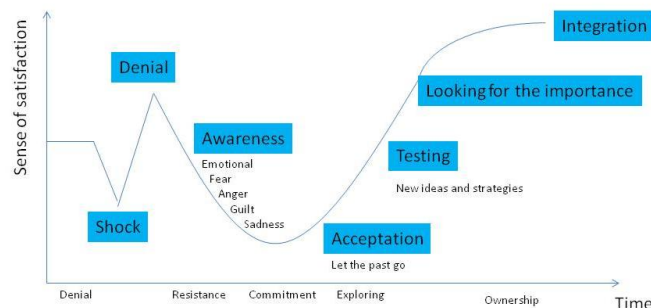 Sense of satisfaction
Integration
Denial
Looking for the importance
Awareness
Emotional
Fear
Anger
Guilt
Sadness
Testing
New ideas and strategies
Shock
Acceptation
Let the past go
Denial
Resistance
Commitment
Exploring
Ownership
Time